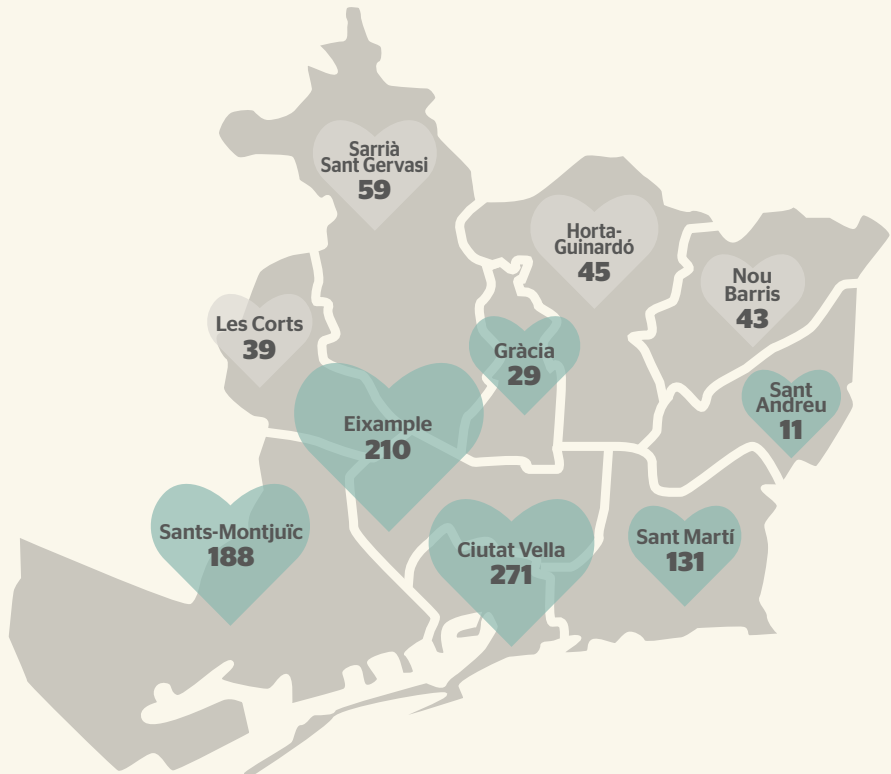 Sarrià
Sant Gervasi
59
Horta-
Guinardó
45
Nou
Barris
43
Les Corts
39
Gràcia
29
Sant
Andreu
11
Eixample
210
Sants-Montjuïc
188
Ciutat Vella
271
Sant Martí
131